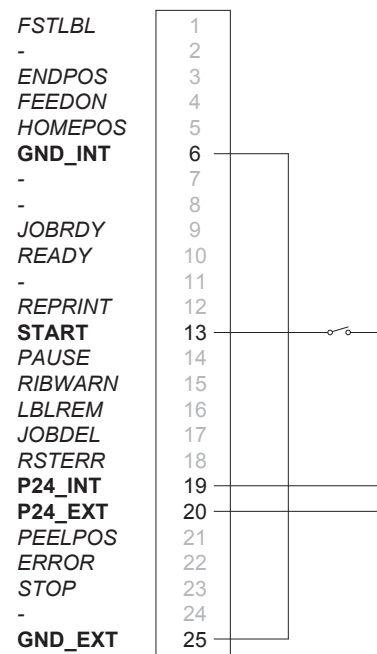 FSTLBL 1
- 2
ENDPOS 3
FEEDON 4
HOMEPOS 5
GND_INT 6
- 7
- 8
JOBRDY 9
READY 10
- 11
REPRINT 12
START 13
PAUSE 14
RIBWARN 15
LBLREM 16
JOBDEL 17
RSTERR 18
P24_INT 19
P24_EXT 20
PEELPOS 21
ERROR 22
STOP 23
- 24
GND_EXT 25